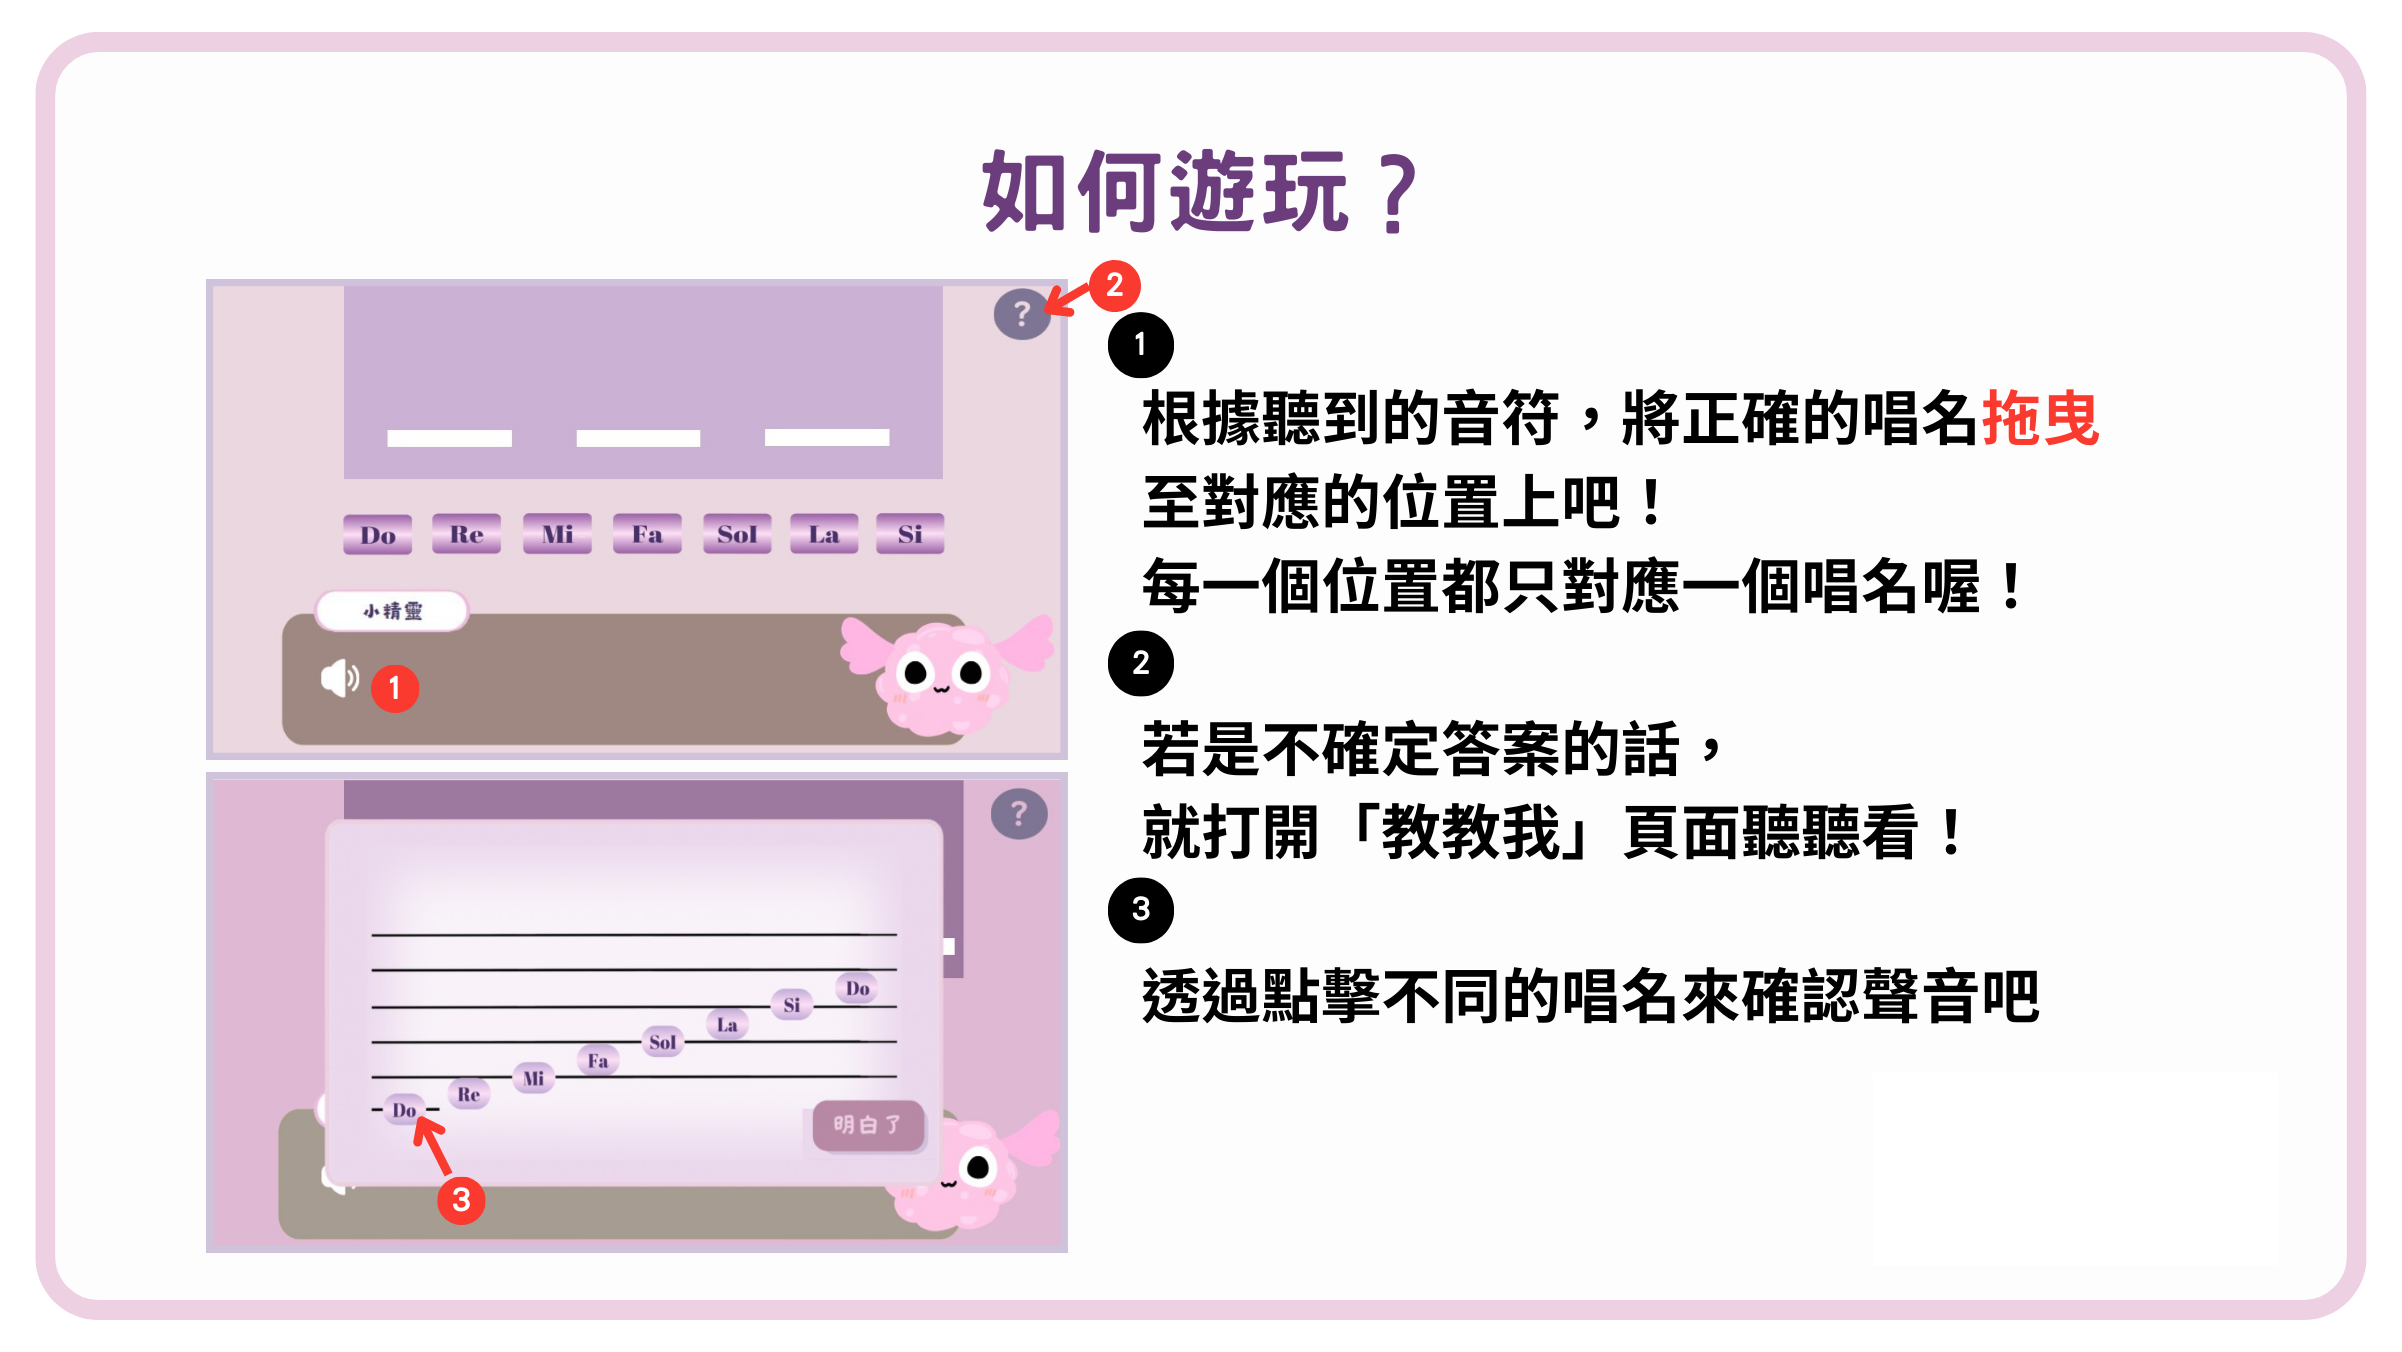 如何遊玩？
?
2
Do
Re
Mi
Fa
Sol
La
Si
小精靈
1
?
Do
Si
La
Sol
Fa
Mi
Re
Do
明白了
3
1
根據聽到的音符，將正確的唱名拖曳
至對應的位置上吧！
每一個位置都只對應一個唱名喔！
2
若是不確定答案的話，
就打開「教教我」頁面聽聽看！
3
透過點擊不同的唱名來確認聲音吧